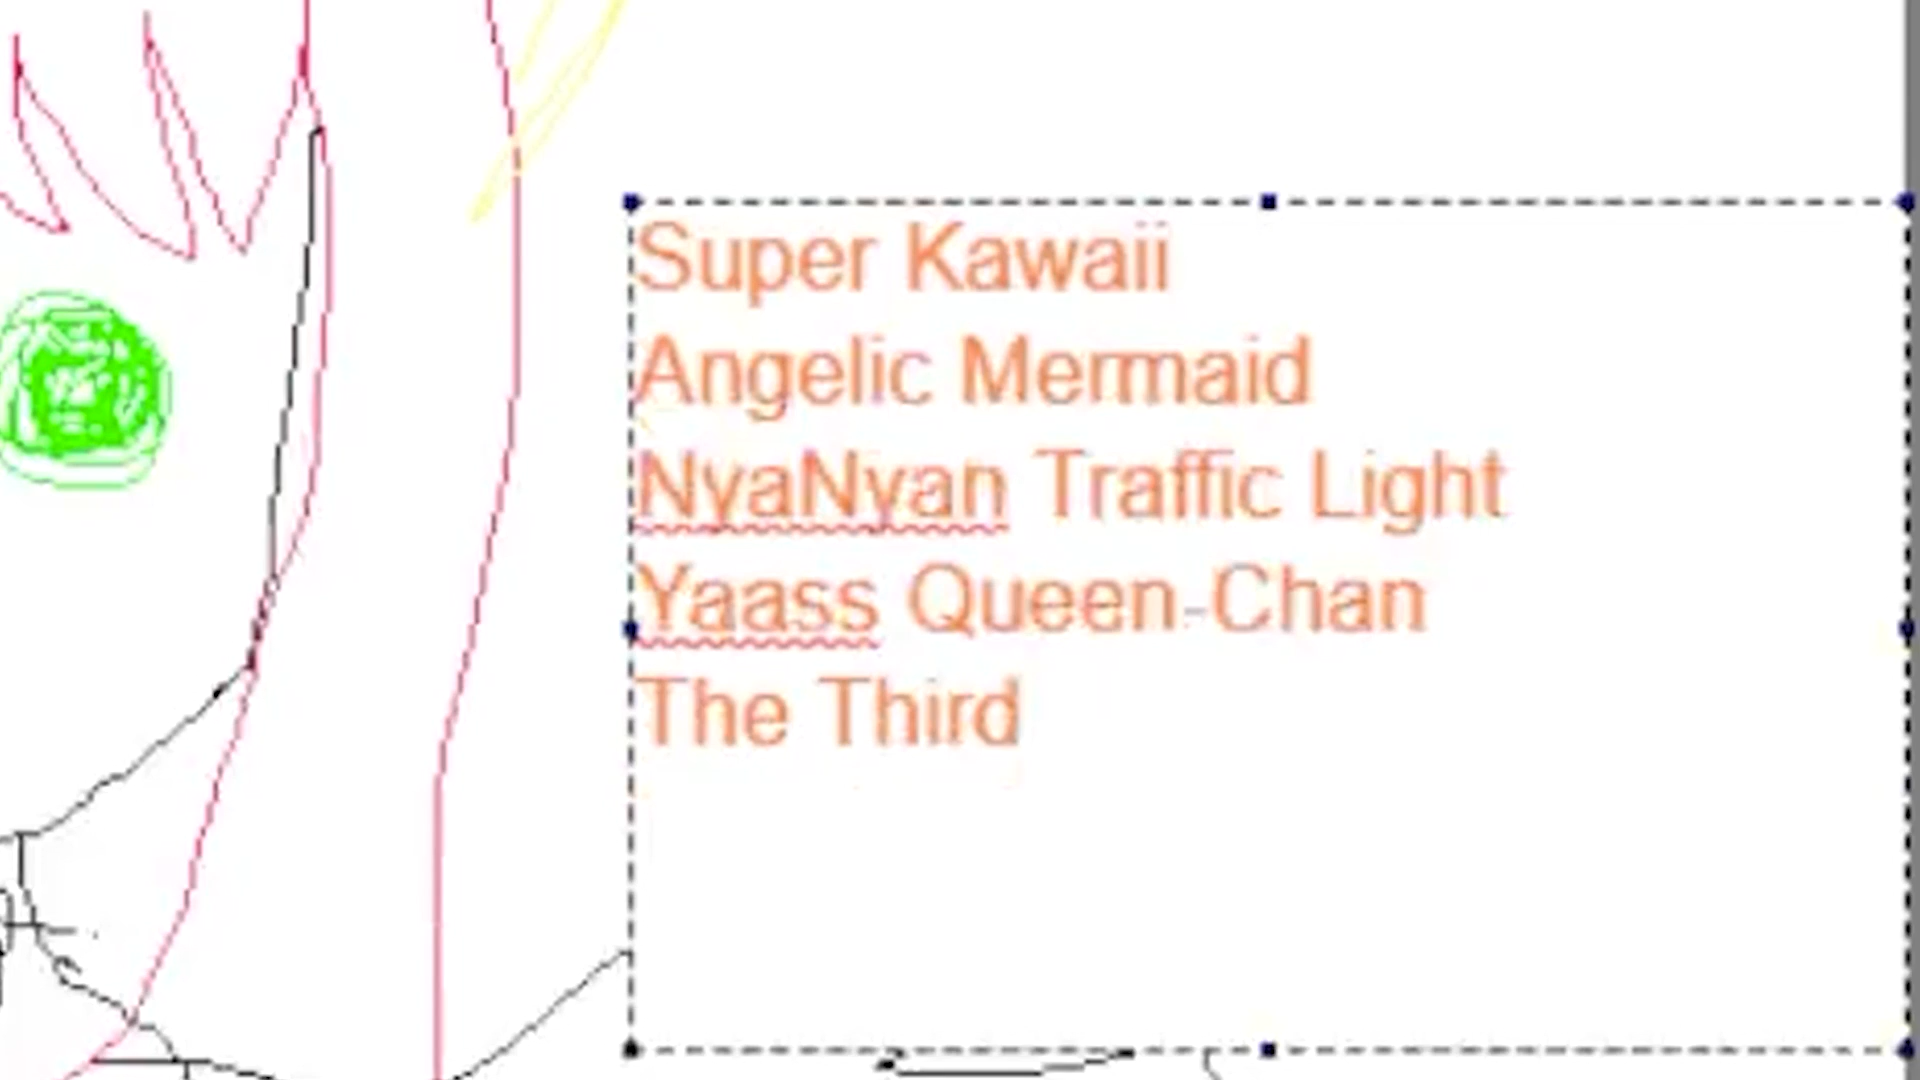 Super Kawaii
Angelic Mermaid
NyaNyan Traffic Light
Yaass Queen-Chan
The Third